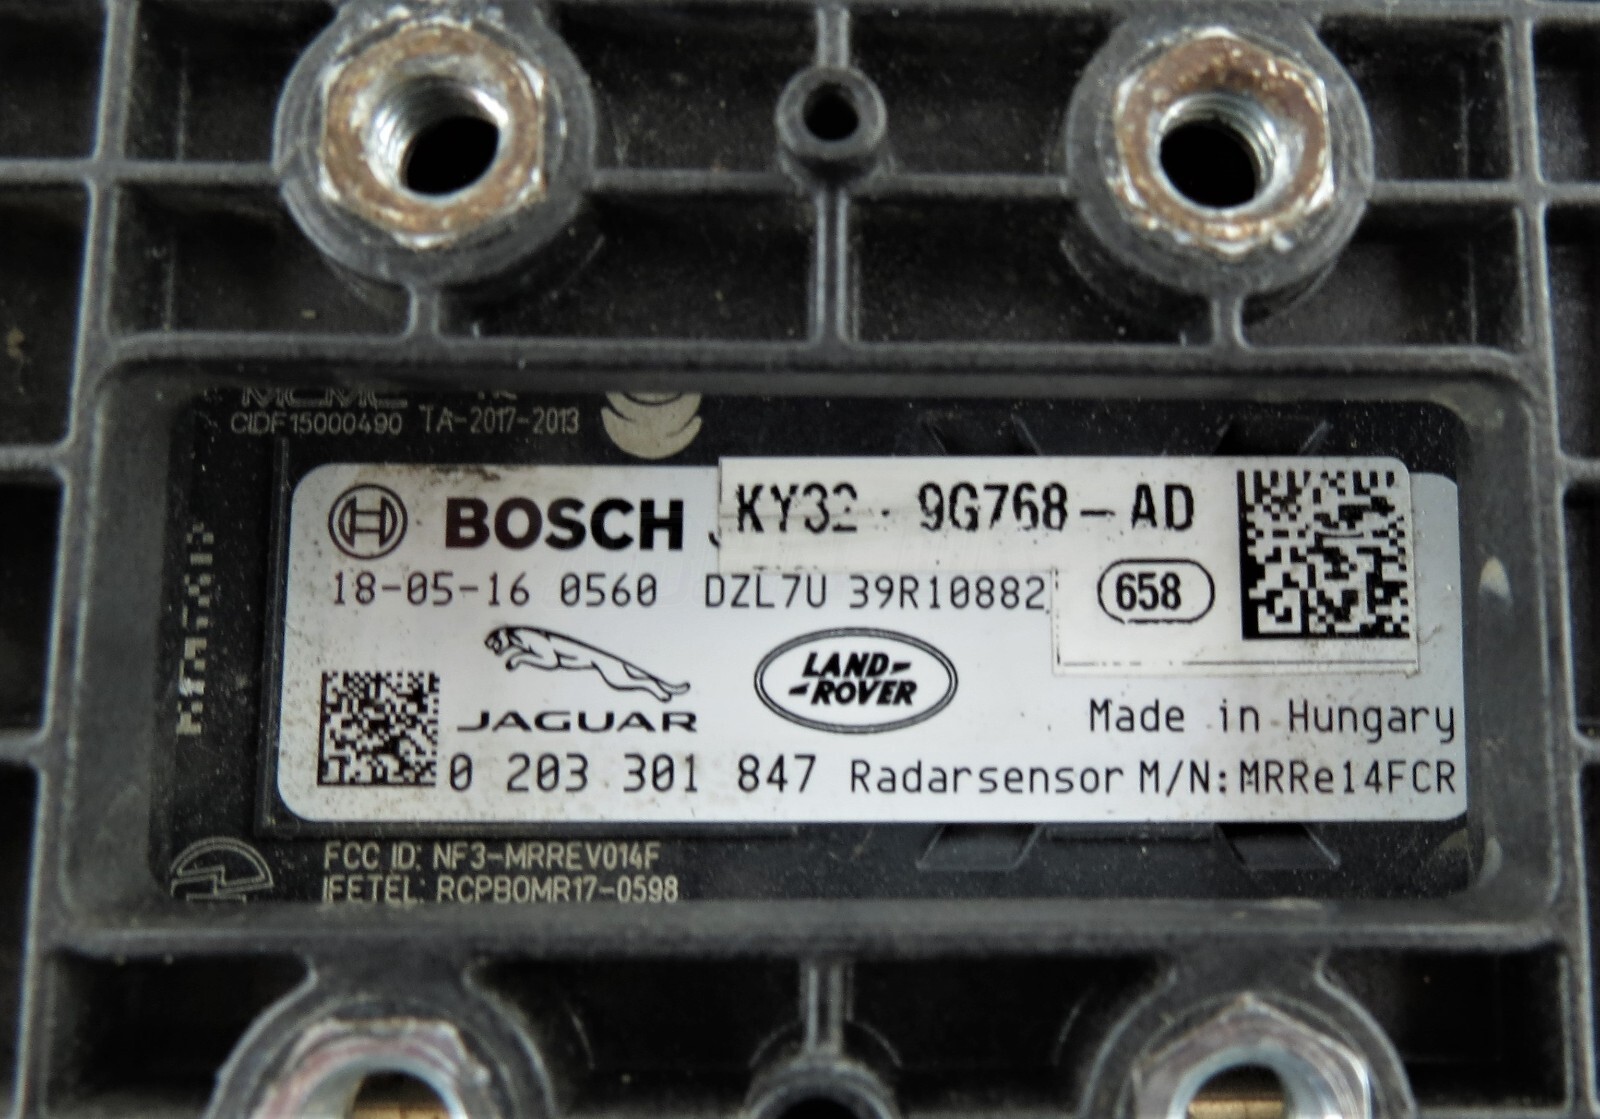 CIDF15000490 TA-2017-2013
BOSCH KY32 - 9G768-AD
18-05-16 0560 DZL7U 39R10882 658
JAGUAR LAND-ROVER
Made in Hungary
0 203 301 847 Radarsensor M/N:MRRe14FCR
FCC ID: NF3-MRREVO14F
IFETEL: RCPBOMR17-0598